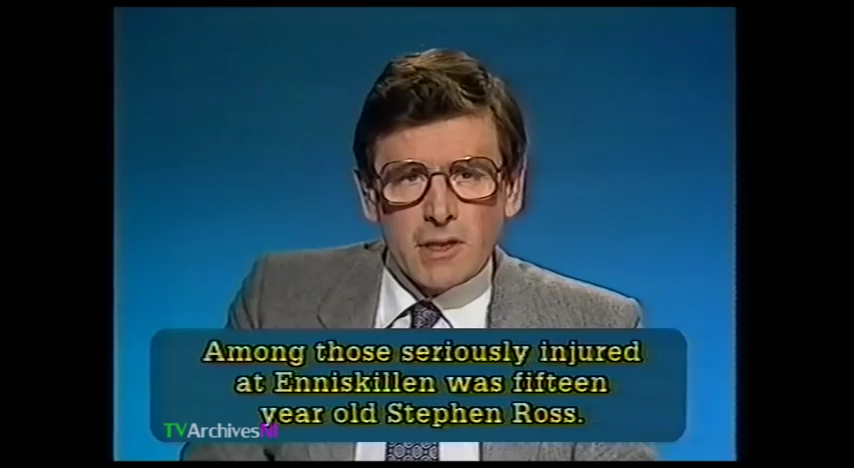 Among those seriously injured
at Enniskillen was fifteen
year old Stephen Ross.
TVArchivesNI